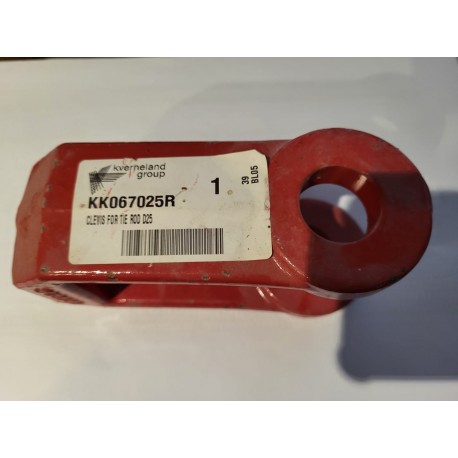 kverneland
group
KK067025R
1
39
BL05
CLEVIS FOR TIE ROD D25